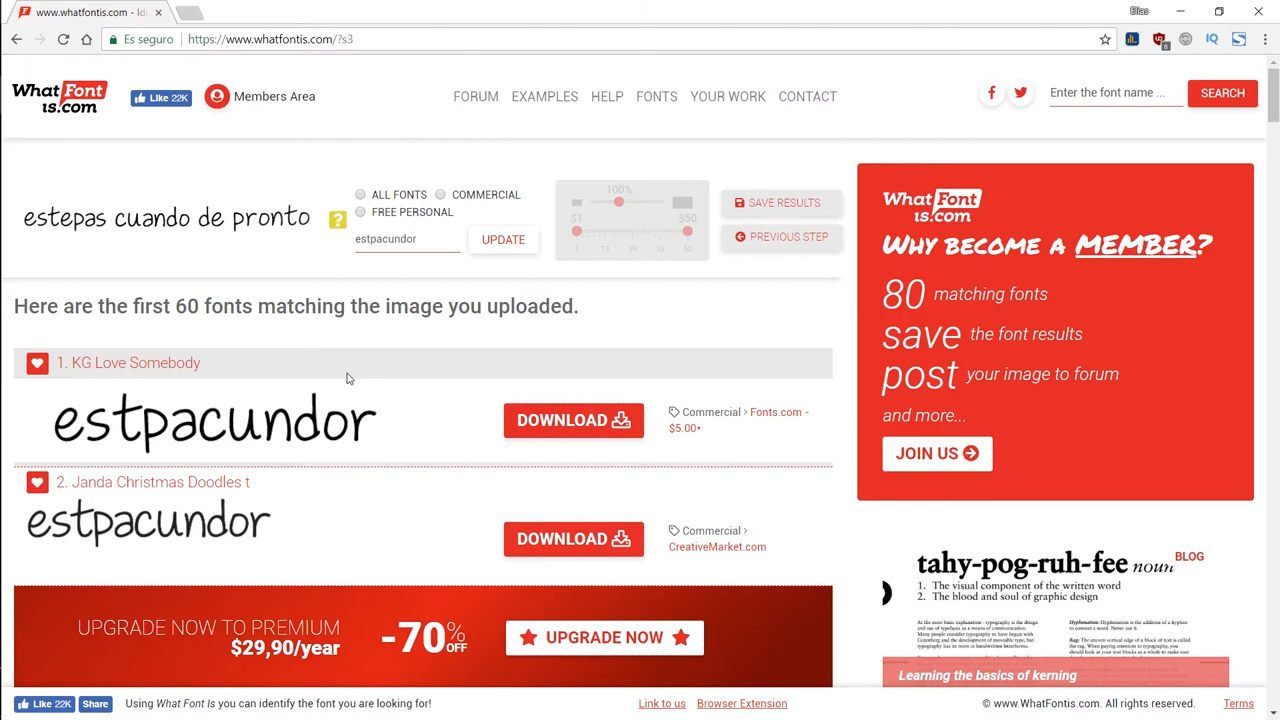 www.whatfontis.com - Ide
Elias
Es seguro
https://www.whatfontis.com/?s3
8
What Font is.com
Like 22K
Members Area
FORUM
EXAMPLES
HELP
FONTS
YOUR WORK
CONTACT
Enter the font name ...
SEARCH
estepas cuando de pronto
?
ALL FONTS
COMMERCIAL
FREE PERSONAL
estpacundor
UPDATE
100%
$1
$50
SAVE RESULTS
PREVIOUS STEP
Here are the first 60 fonts matching the image you uploaded.
1. KG Love Somebody
estpacundor
DOWNLOAD
Commercial › Fonts.com -
$5.00+
2. Janda Christmas Doodles t
estpacundor
DOWNLOAD
Commercial ›
CreativeMarket.com
UPGRADE NOW TO PREMIUM
$29,90/year
-70% OFF
UPGRADE NOW
What Font is.com
WHY BECOME A MEMBER?
80 matching fonts
save the font results
post your image to forum
and more...
JOIN US
tahy-pog-ruh-fee noun
BLOG
1. The visual component of the written word
2. The blood and soul of graphic design
Learning the basics of kerning
Like 22K
Share
Using What Font Is you can identify the font you are looking for!
Link to us
Browser Extension
© www.WhatFontis.com. All rights reserved.
Terms